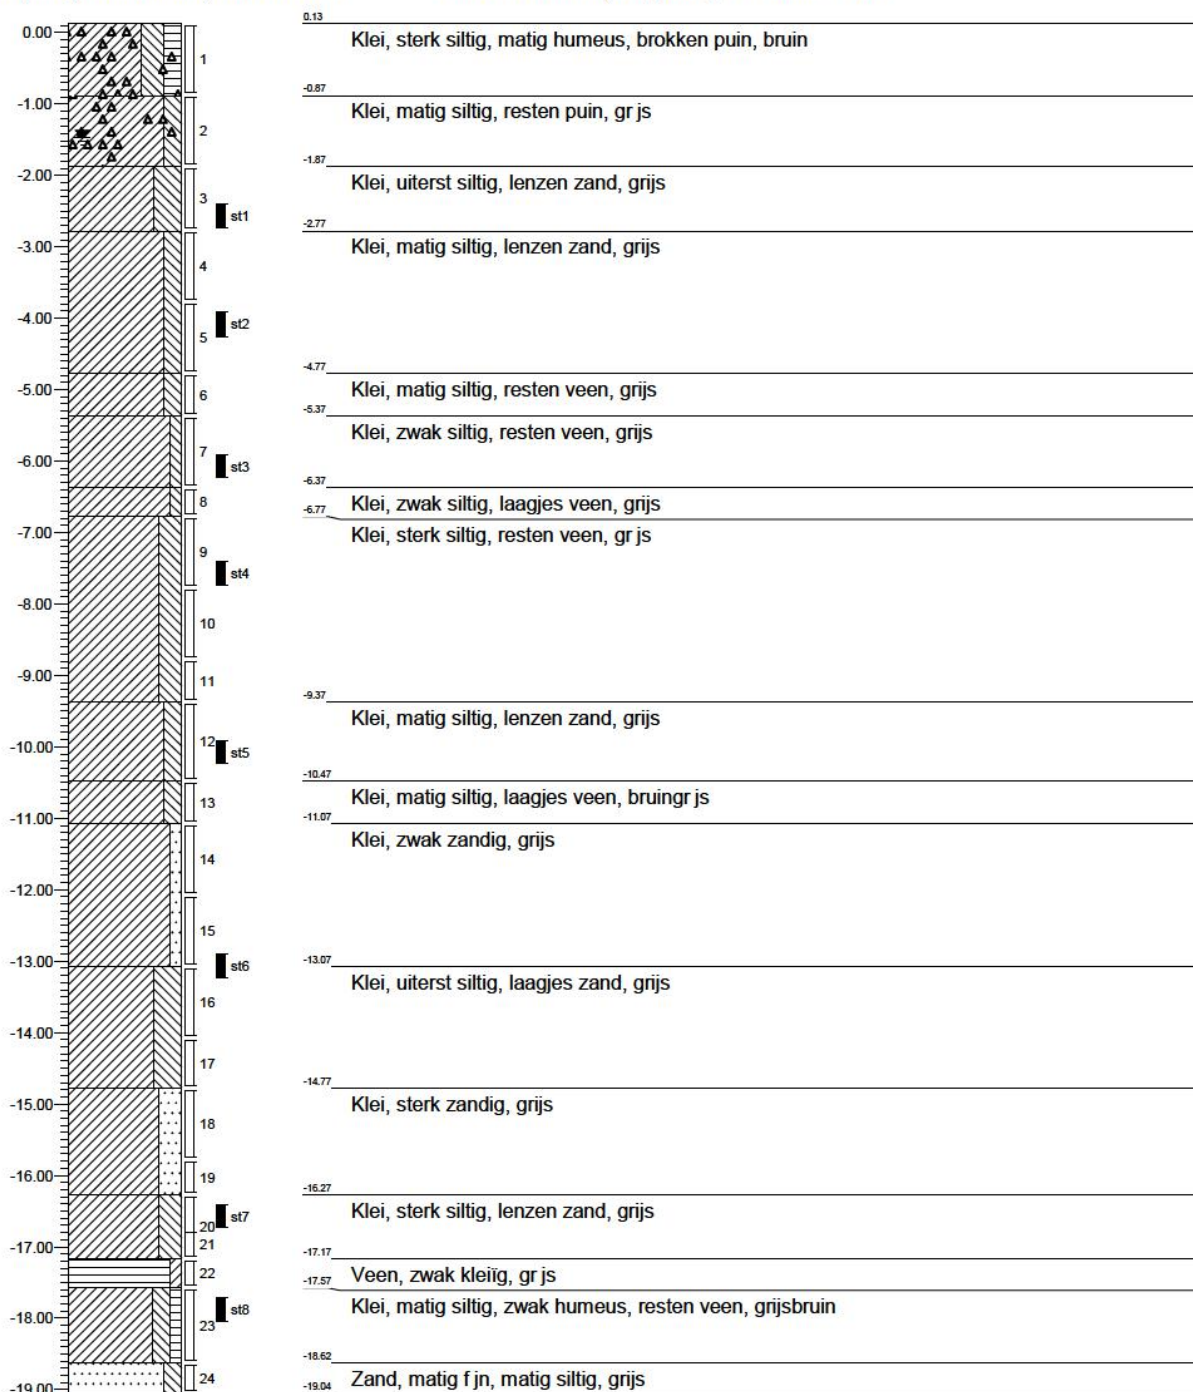 0.13
0.00
Klei, sterk siltig, matig humeus, brokken puin, bruin
1
-0.87
-1.00
Klei, matig siltig, resten puin, gr js
2
-1.87
-2.00
Klei, uiterst siltig, lenzen zand, grijs
3
st1
-2.77
-3.00
Klei, matig siltig, lenzen zand, grijs
4
-4.00
st2
5
-4.77
-5.00
Klei, matig siltig, resten veen, grijs
6
-5.37
Klei, zwak siltig, resten veen, grijs
7
-6.00
st3
-6.37
8
Klei, zwak siltig, laagjes veen, grijs
-6.77
-7.00
Klei, sterk siltig, resten veen, gr js
9
st4
-8.00
10
-9.00
11
-9.37
Klei, matig siltig, lenzen zand, grijs
12
-10.00
st5
-10.47
13
Klei, matig siltig, laagjes veen, bruingr js
-11.00
-11.07
Klei, zwak zandig, grijs
14
-12.00
15
-13.00
st6
-13.07
Klei, uiterst siltig, laagjes zand, grijs
16
-14.00
17
-14.77
-15.00
Klei, sterk zandig, grijs
18
-16.00
19
-16.27
Klei, sterk siltig, lenzen zand, grijs
st7
20
-17.00
21
-17.17
22
Veen, zwak kleiïg, gr js
-17.57
Klei, matig siltig, zwak humeus, resten veen, grijsbruin
-18.00
st8
23
-18.62
24
Zand, matig f jn, matig siltig, grijs
-19.00
-19.04